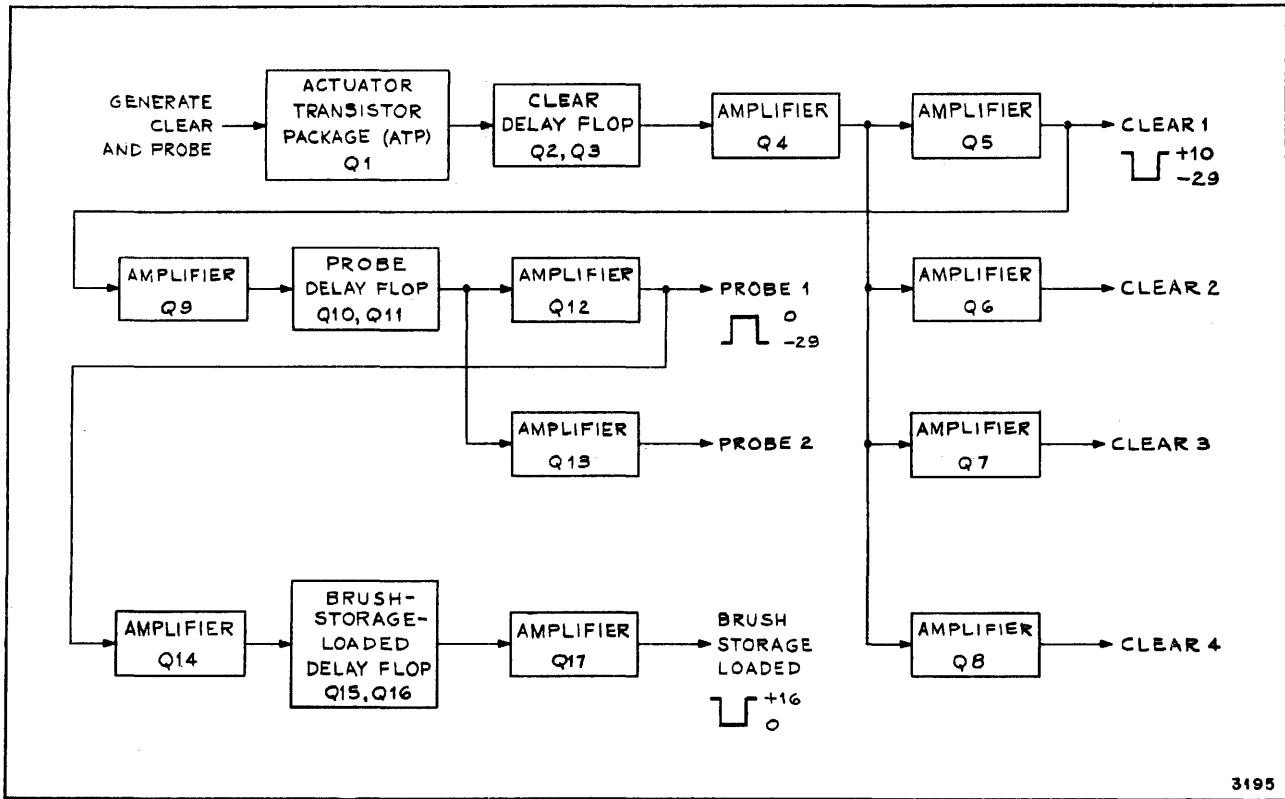 GENERATE
CLEAR
AND PROBE
ACTUATOR
TRANSISTOR
PACKAGE (ATP)
Q1
CLEAR
DELAY FLOP
Q2, Q3
AMPLIFIER
Q4
AMPLIFIER
Q5
CLEAR 1
+10
-29
AMPLIFIER
Q9
PROBE
DELAY FLOP
Q10, Q11
AMPLIFIER
Q12
PROBE 1
0
-29
AMPLIFIER
Q6
CLEAR 2
AMPLIFIER
Q13
PROBE 2
AMPLIFIER
Q7
CLEAR 3
AMPLIFIER
Q14
BRUSH-
STORAGE-
LOADED
DELAY FLOP
Q15, Q16
AMPLIFIER
Q17
BRUSH
STORAGE
LOADED
+16
0
AMPLIFIER
Q8
CLEAR 4
3195